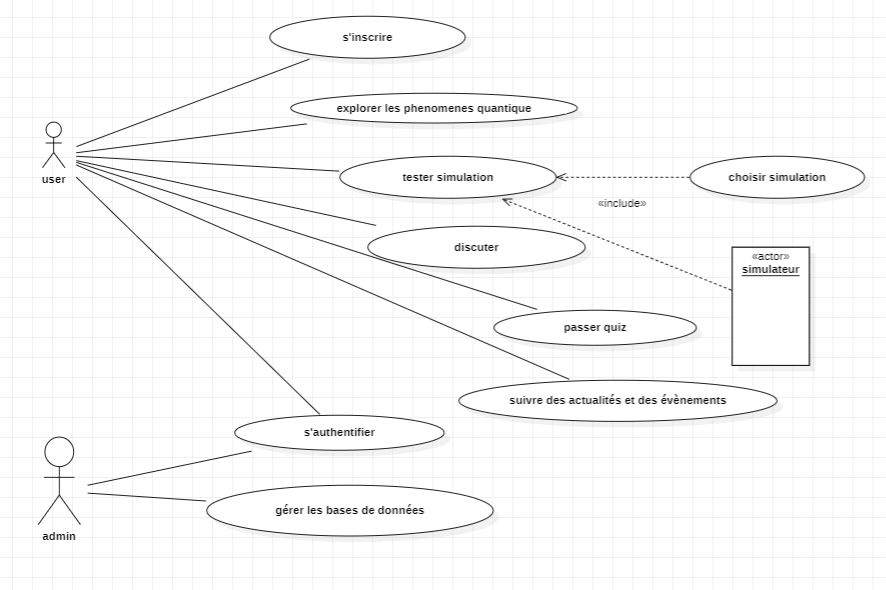 s'inscrire
explorer les phenomenes quantique
user
tester simulation
choisir simulation
«include»
discuter
«actor»
simulateur
passer quiz
suivre des actualités et des évènements
s'authentifier
gérer les bases de données
admin